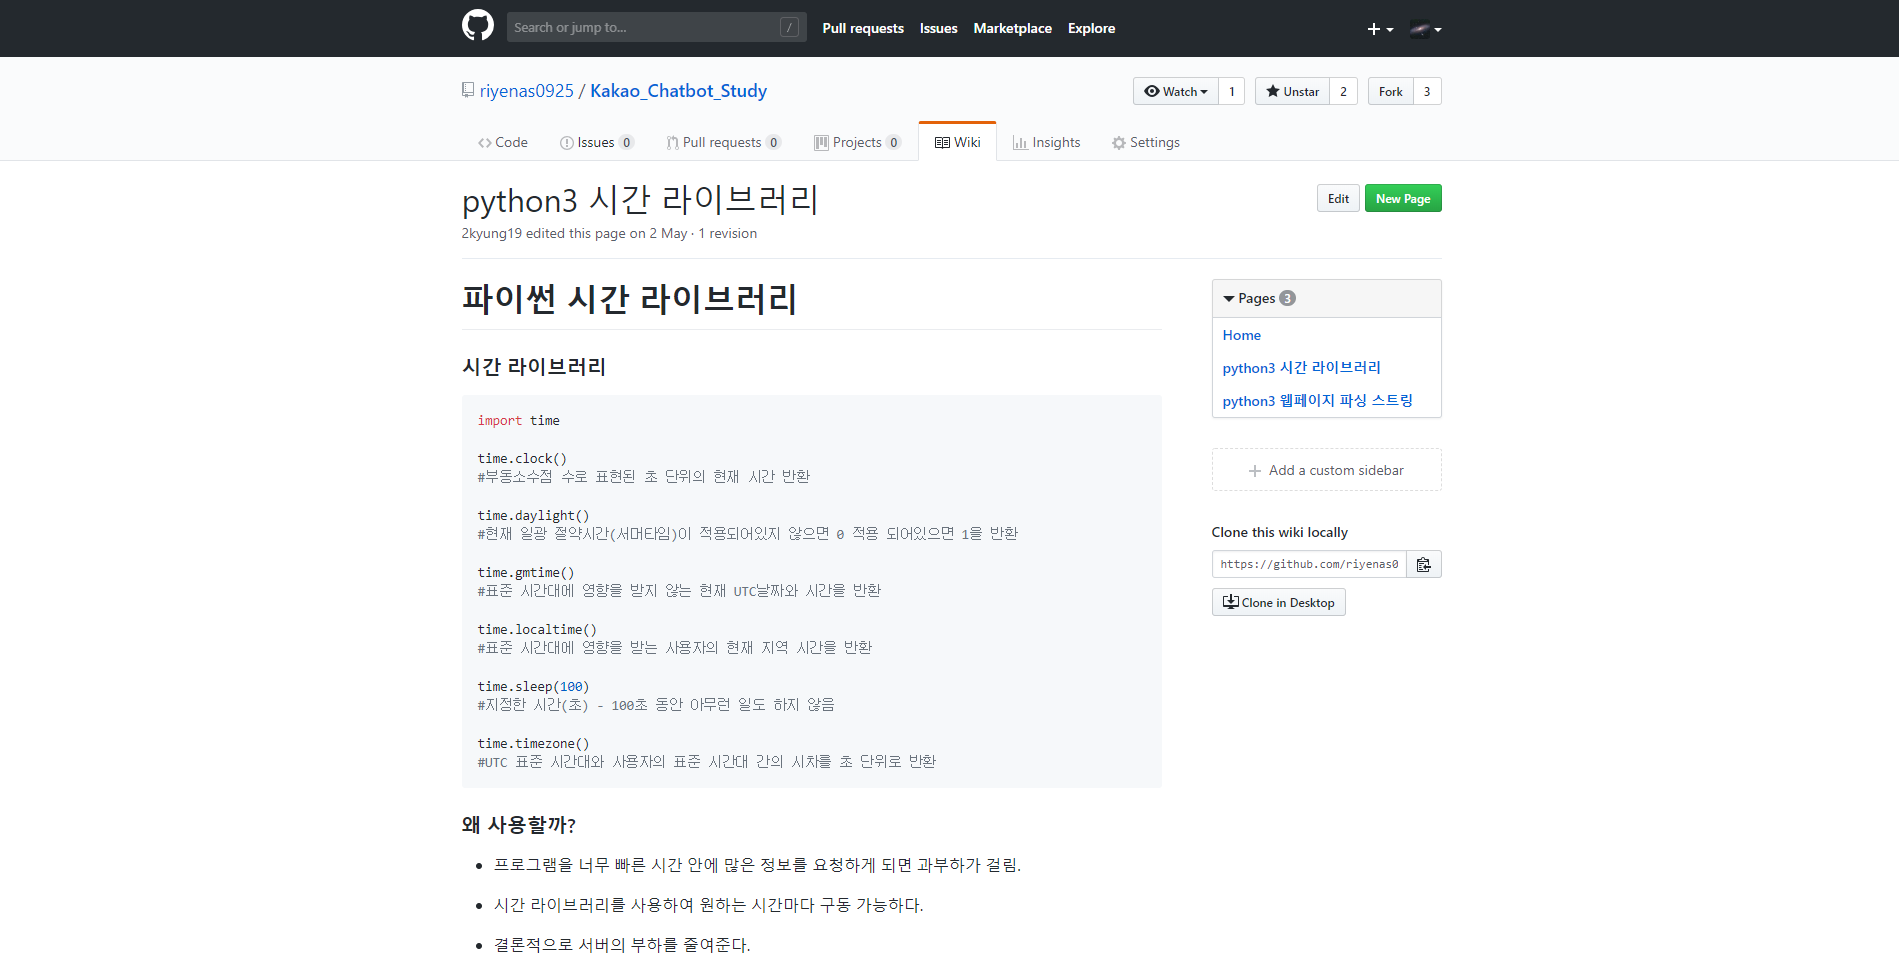 Search or jump to...
/
Pull requests Issues Marketplace Explore
riyenas0925 / Kakao_Chatbot_Study
Watch 1 Unstar 2 Fork 3
Code Issues 0 Pull requests 0 Projects 0 Wiki Insights Settings
python3 시간 라이브러리
Edit New Page
2kyung19 edited this page on 2 May · 1 revision
파이썬 시간 라이브러리
시간 라이브러리
import time
time.clock()
#부동소수점 수로 표현된 초 단위의 현재 시간 반환
time.daylight()
#현재 일광 절약시간(서머타임)이 적용되어있지 않으면 0 적용 되어있으면 1을 반환
time.gmtime()
#표준 시간대에 영향을 받지 않는 현재 UTC날짜와 시간을 반환
time.localtime()
#표준 시간대에 영향을 받는 사용자의 현재 지역 시간을 반환
time.sleep(100)
#지정한 시간(초) - 100초 동안 아무런 일도 하지 않음
time.timezone()
#UTC 표준 시간대와 사용자의 표준 시간대 간의 시차를 초 단위로 반환
왜 사용할까?
프로그램을 너무 빠른 시간 안에 많은 정보를 요청하게 되면 과부하가 걸림.
시간 라이브러리를 사용하여 원하는 시간마다 구동 가능하다.
결론적으로 서버의 부하를 줄여준다.
Pages 3
Home
python3 시간 라이브러리
python3 웹페이지 파싱 스트링
Add a custom sidebar
Clone this wiki locally
https://github.com/riyenas0
Clone in Desktop